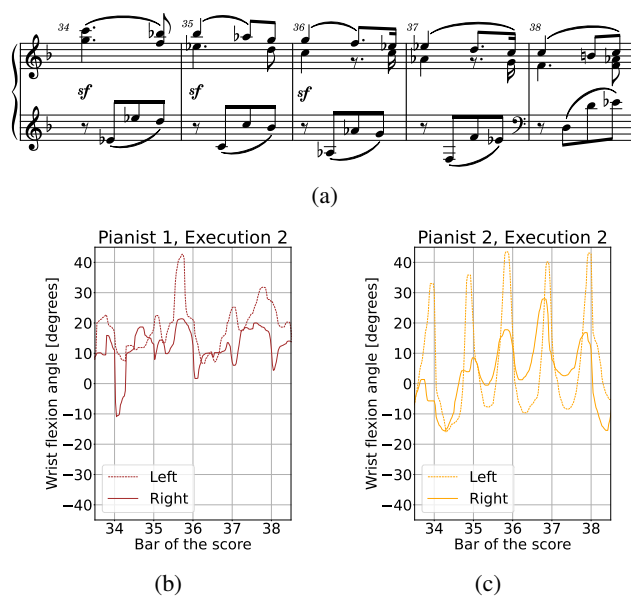 34
35
36
37
38
sf
sf
sf
(a)
Pianist 1, Execution 2
Wrist flexion angle [degrees]
40
30
20
10
0
−10
−20
−30
−40
Left
Right
34
35
36
37
38
Bar of the score
(b)
Pianist 2, Execution 2
Wrist flexion angle [degrees]
40
30
20
10
0
−10
−20
−30
−40
Left
Right
34
35
36
37
38
Bar of the score
(c)